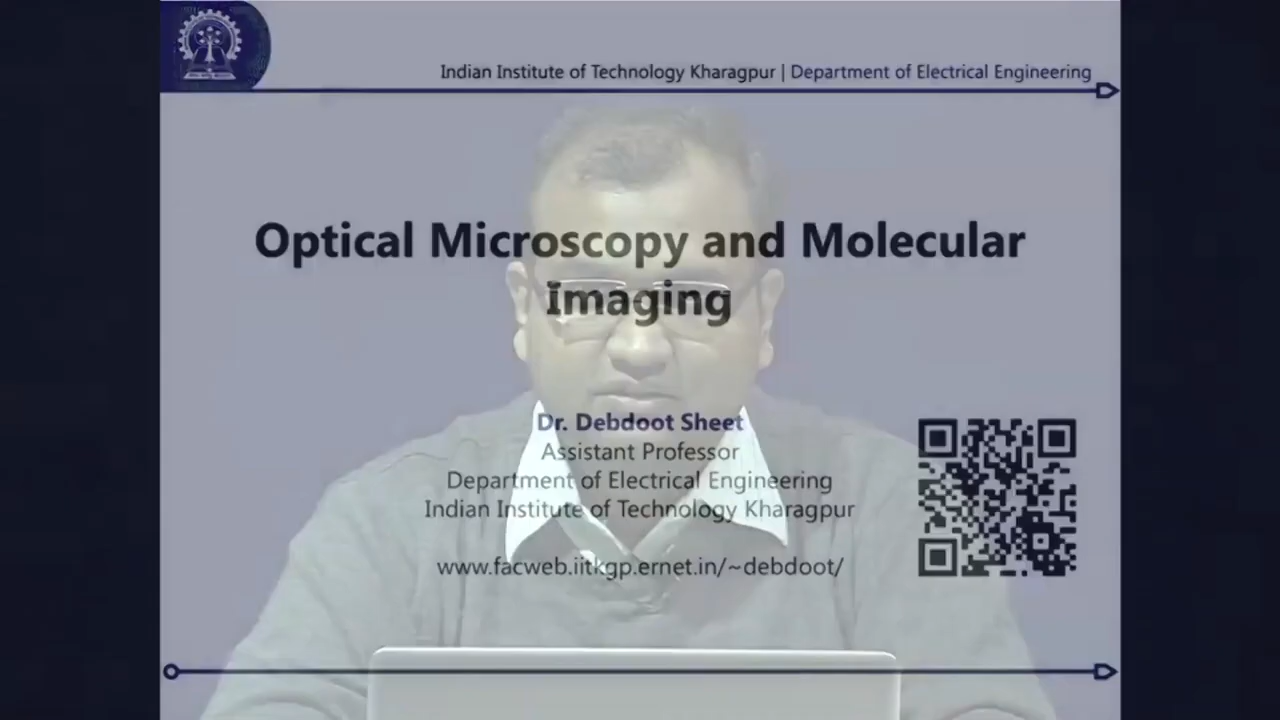 Indian Institute of Technology Kharagpur | Department of Electrical Engineering
Optical Microscopy and Molecular
Imaging
Dr. Debdoot Sheet
Assistant Professor
Department of Electrical Engineering
Indian Institute of Technology Kharagpur
www.facweb.iitkgp.ernet.in/~debdoot/